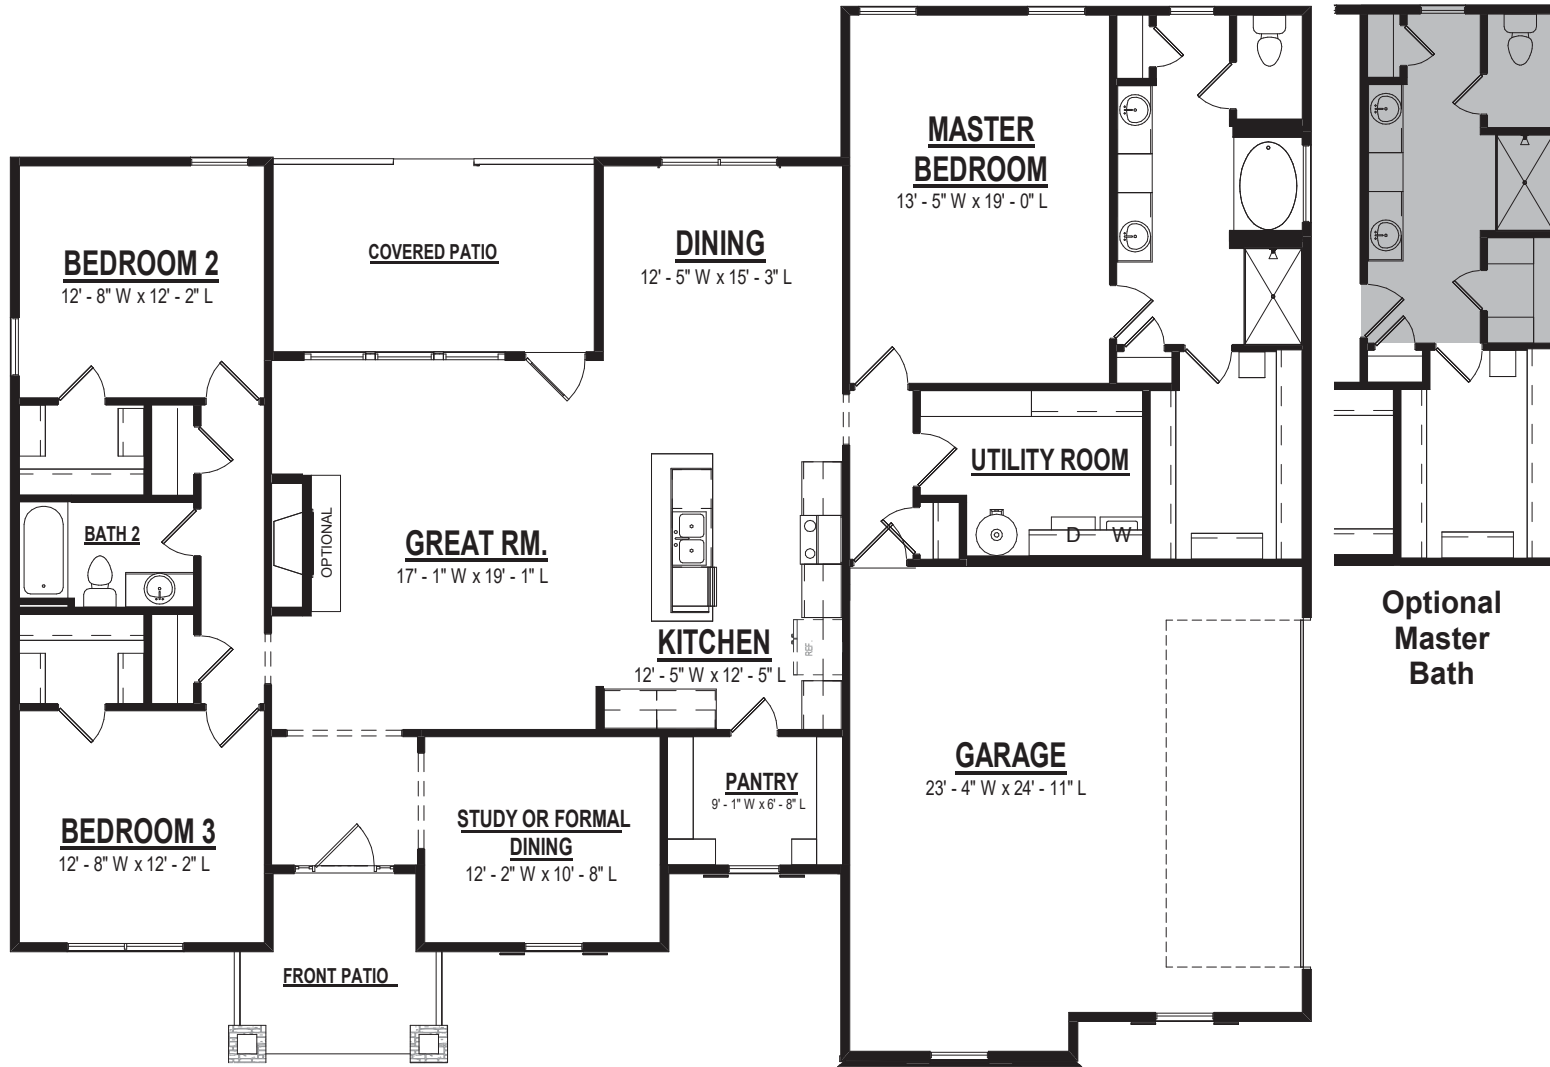 MASTER
BEDROOM
13' - 5" W x 19' - 0" L
BEDROOM 2
12' - 8" W x 12' - 2" L
COVERED PATIO
DINING
12' - 5" W x 15' - 3" L
UTILITY ROOM
D
W
BATH 2
OPTIONAL
GREAT RM.
17' - 1" W x 19' - 1" L
KITCHEN
12' - 5" W x 12' - 5" L
REF.
Optional
Master
Bath
BEDROOM 3
12' - 8" W x 12' - 2" L
STUDY OR FORMAL
DINING
12' - 2" W x 10' - 8" L
PANTRY
9' - 1" W x 6' - 8" L
GARAGE
23' - 4" W x 24' - 11" L
FRONT PATIO